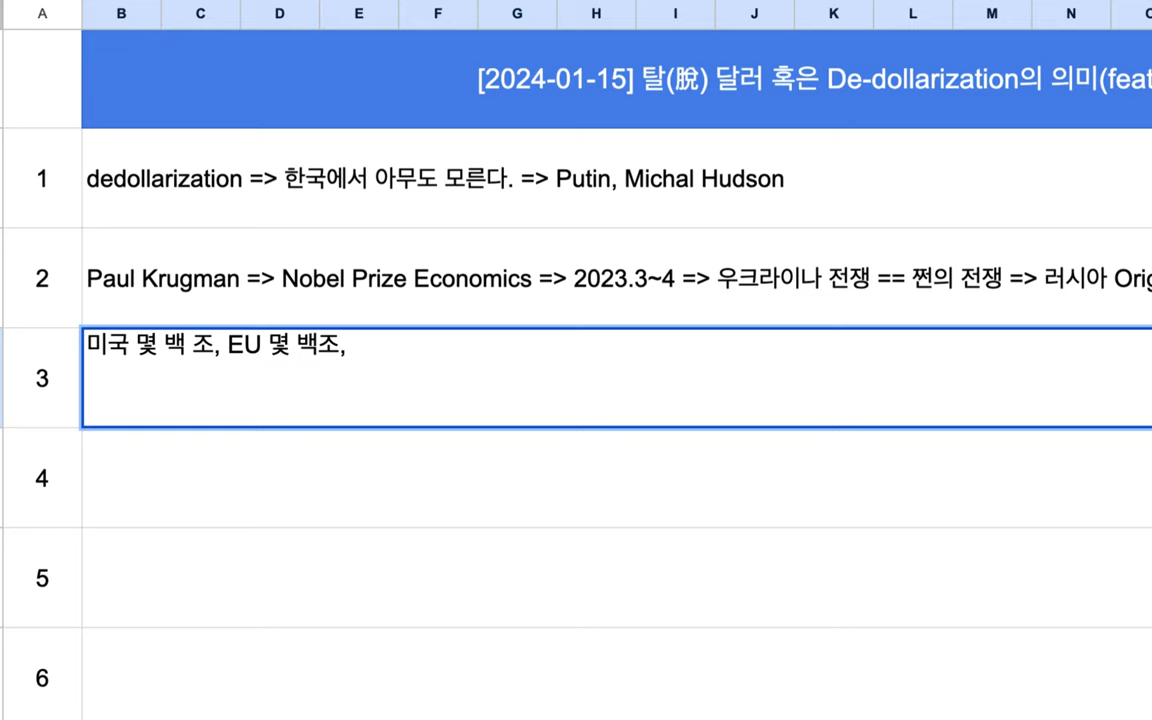 A B C D E F G H I J K L M N
[2024-01-15] 탈(脫) 달러 혹은 De-dollarization의 의미(feat
1 dedollarization => 한국에서 아무도 모른다. => Putin, Michal Hudson
2 Paul Krugman => Nobel Prize Economics => 2023.3~4 => 우크라이나 전쟁 == 쩐의 전쟁 => 러시아
3 미국 몇 백 조, EU 몇 백조,
4
5
6